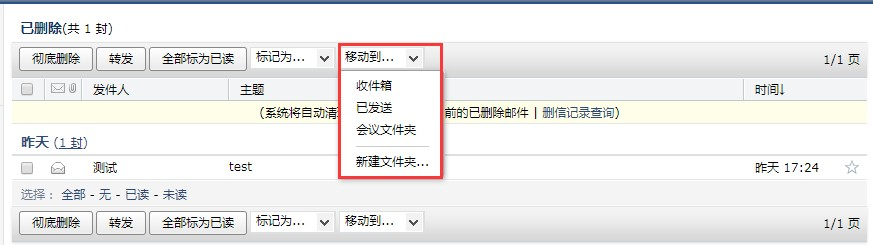 已删除(共 1 封)
彻底删除 转发 全部标为已读 标记为... 移动到... 1/1 页
收件箱
已发送
会议文件夹
新建文件夹...
发件人 主题 时间↓
(系统将自动清 前的已删除邮件 | 删信记录查询)
昨天 (1 封)
测试 test 昨天 17:24
选择： 全部 - 无 - 已读 - 未读
彻底删除 转发 全部标为已读 标记为... 移动到... 1/1 页